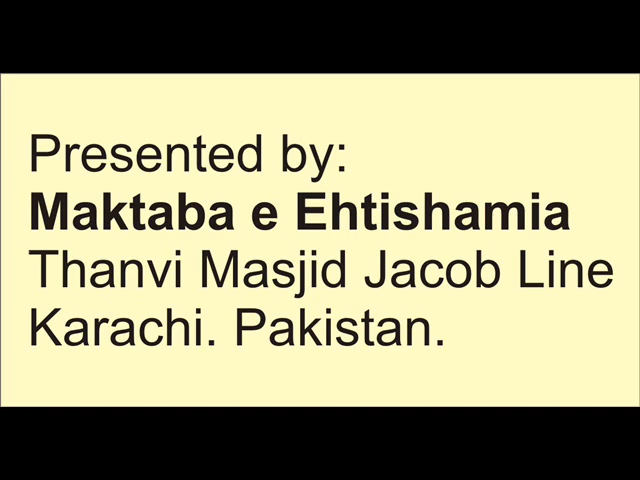 Presented by:
Maktaba e Ehtishamia
Thanvi Masjid Jacob Line
Karachi. Pakistan.